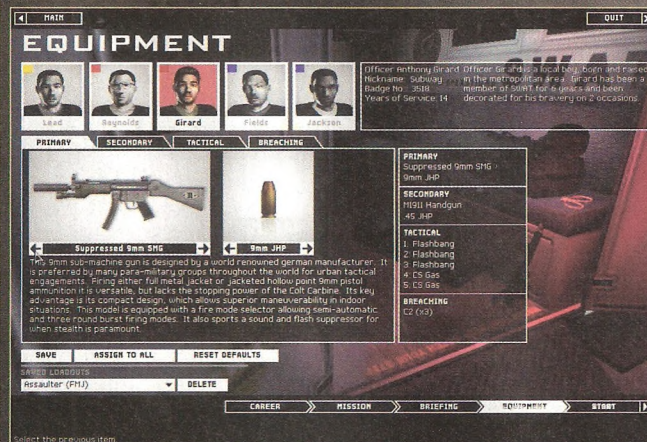 MAIN
QUIT
EQUIPMENT
Lead
Reynolds
Girard
Fields
Jackson
Officer Anthony Girard
Nickname: Subway
Badge No.: 3518
Years of Service: 14
Officer Girard is a local boy, born and raised
in the metropolitan area. Girard has been a
member of SWAT for 6 years and been
decorated for his bravery on 2 occasions.
PRIMARY
SECONDARY
TACTICAL
BREACHING
Suppressed 9mm SMG
9mm JHP
This 9mm sub-machine gun is designed by a world renowned german manufacturer. It
is preferred by many para-military groups throughout the world for urban tactical
engagements. Firing either full metal jacket or jacketed hollow point 9mm pistol
ammunition it is versatile, but lacks the stopping power of the Colt Carbine. Its key
advantage is its compact design, which allows superior maneuverability in indoor
situations. This model is equipped with a fire mode selector allowing semi-automatic
and three round burst firing modes. It also sports a sound and flash suppressor for
when stealth is paramount.
PRIMARY
Suppressed 9mm SMG
9mm JHP
SECONDARY
M1911 Handgun
.45 JHP
TACTICAL
1: Flashbang
2: Flashbang
3: Flashbang
4: CS Gas
5: CS Gas
BREACHING
C2 (x3)
SAVE
ASSIGN TO ALL
RESET DEFAULTS
SAVED LOADOUTS
Assaulter (FMJ)
DELETE
CAREER
MISSION
BRIEFING
EQUIPMENT
START
Select the previous item.